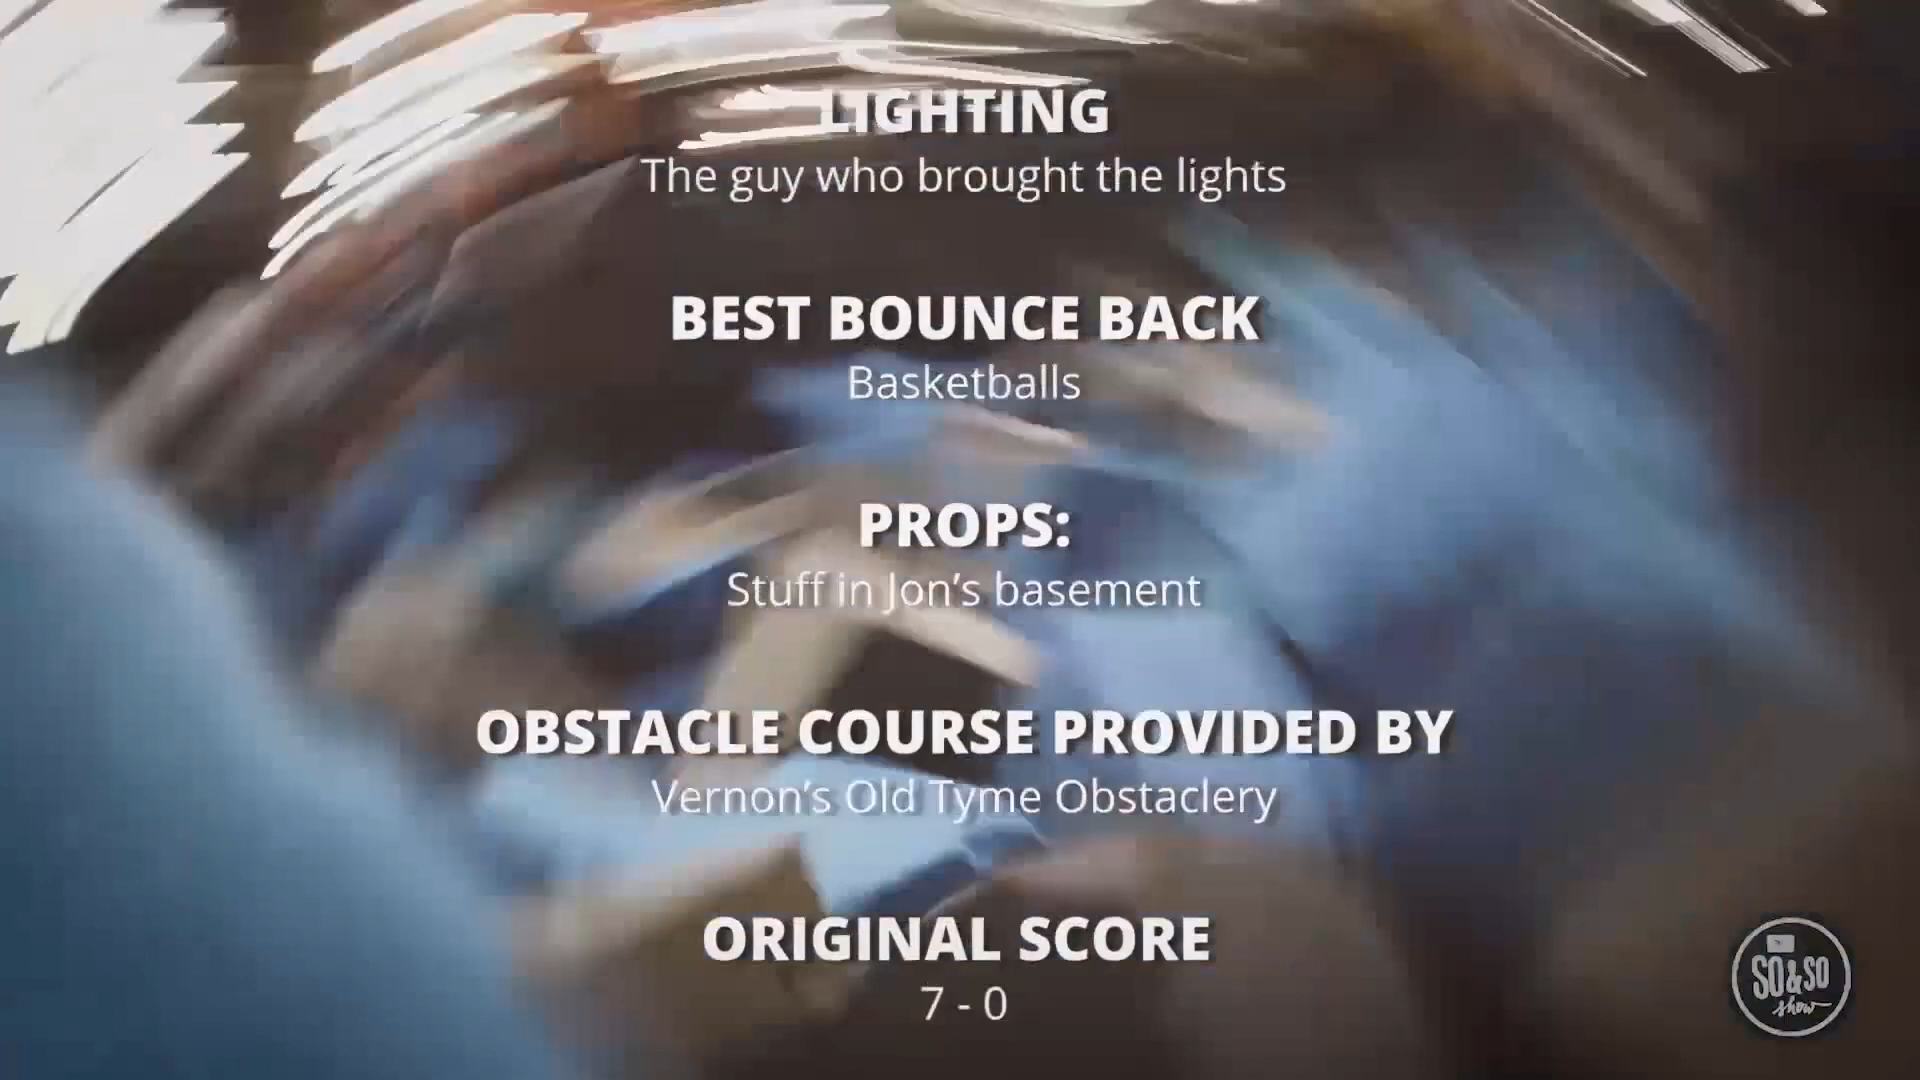 LIGHTING
The guy who brought the lights
BEST BOUNCE BACK
Basketballs
PROPS:
Stuff in Jon’s basement
OBSTACLE COURSE PROVIDED BY
Vernon’s Old Tyme Obstaclery
ORIGINAL SCORE
7 - 0
SO&SO
show